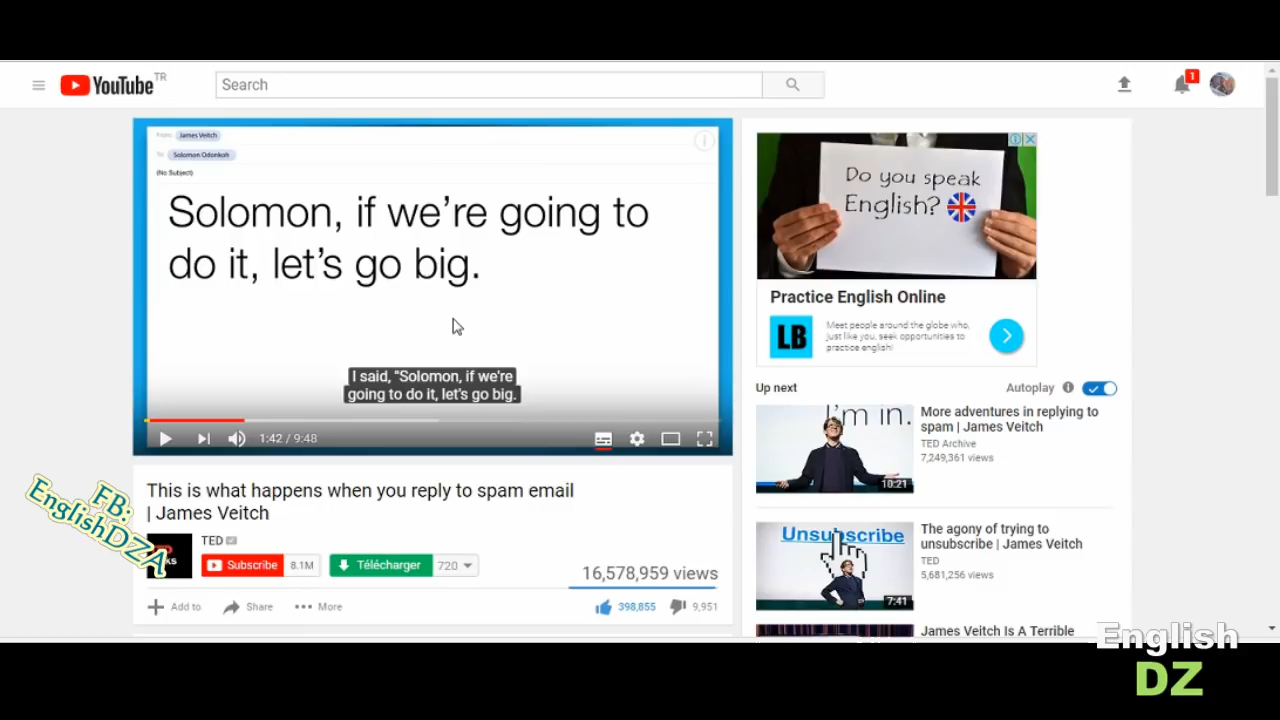 YouTube TR
Search
1
From: James Veitch
To: Solomon Odonkoh
(No Subject)
Solomon, if we're going to
do it, let's go big.
I said, "Solomon, if we're
going to do it, let's go big.
1:42 / 9:48
This is what happens when you reply to spam email
| James Veitch
TED
Subscribe 8.1M
Télécharger 720
16,578,959 views
Add to
Share
More
398,855
9,951
Do you speak
English?
Practice English Online
LB
Meet people around the globe who,
just like you, seek opportunities to
practice english!
Up next
Autoplay
I'm in.
10:21
More adventures in replying to
spam | James Veitch
TED Archive
7,249,361 views
Unsubscribe
7:41
The agony of trying to
unsubscribe | James Veitch
TED
5,681,256 views
James Veitch Is A Terrible
FB:
EnglishDZA
English
DZ